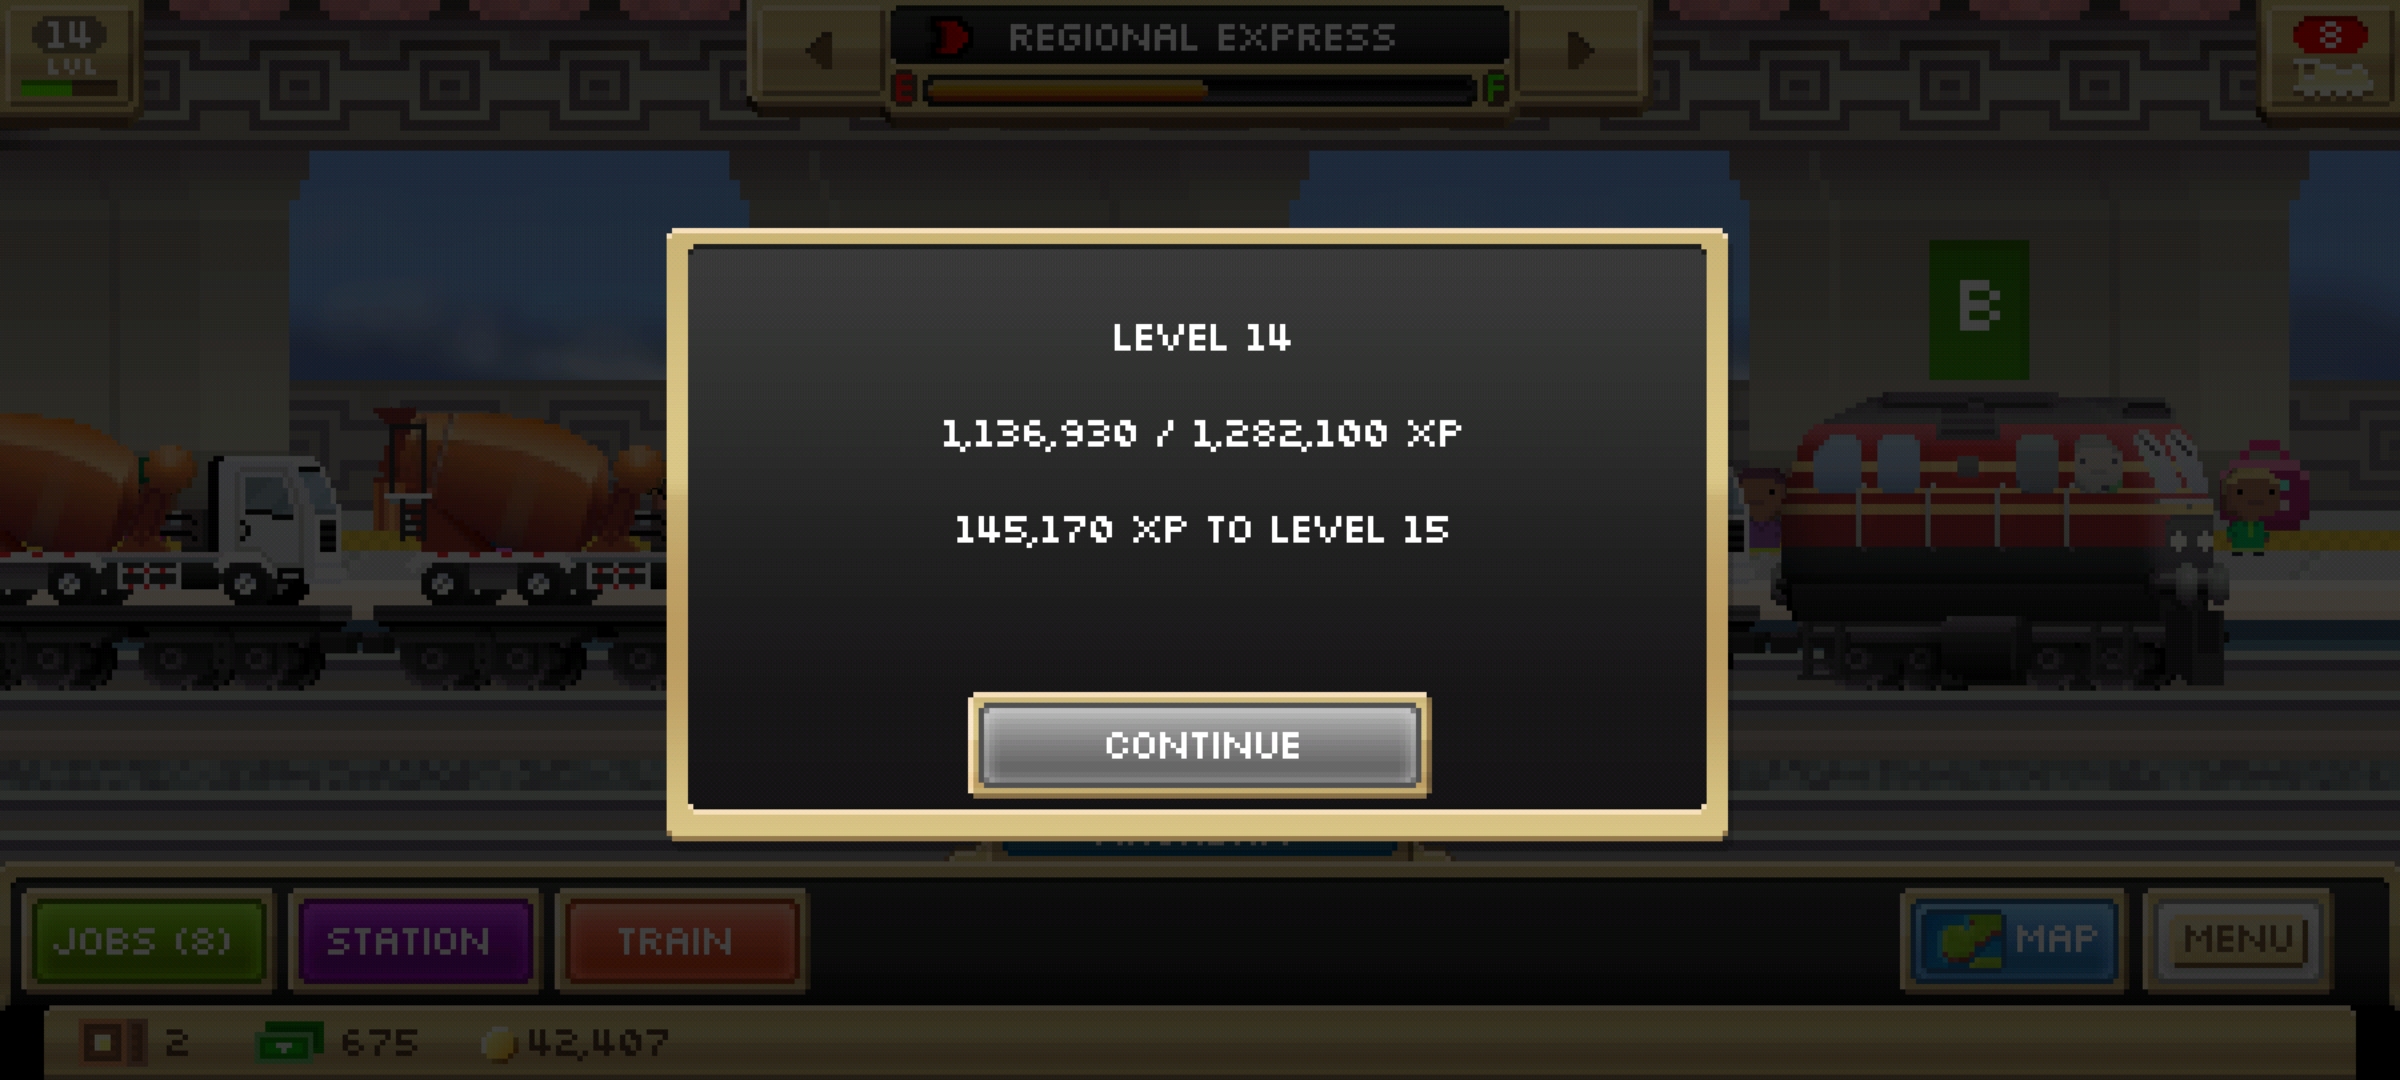 14
LVL
REGIONAL EXPRESS
E
F
8
B
LEVEL 14
1,136,930 / 1,282,100 XP
145,170 XP TO LEVEL 15
CONTINUE
JOBS (8)
STATION
TRAIN
MAP
MENU
2
675
42,407